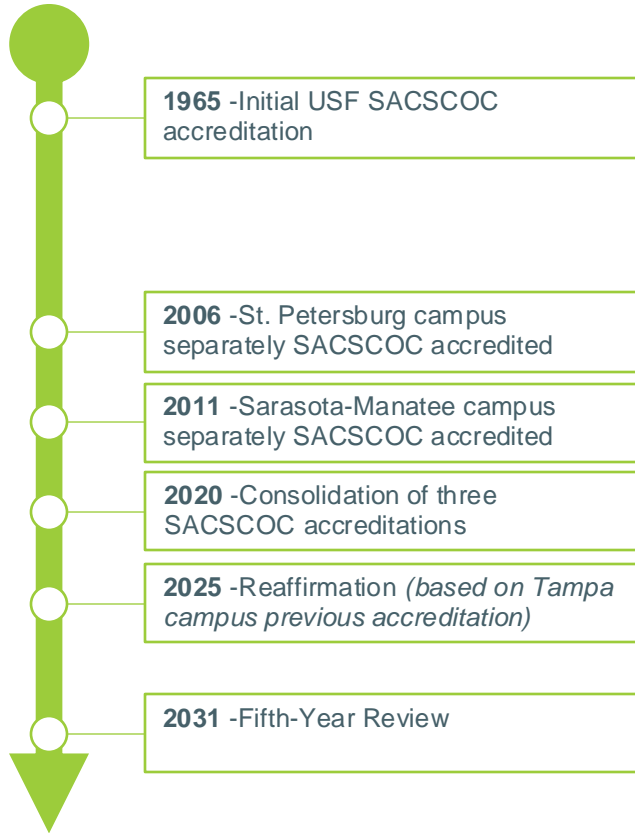 1965 -Initial USF SACSCOC
accreditation
2006 -St. Petersburg campus
separately SACSCOC accredited
2011 -Sarasota-Manatee campus
separately SACSCOC accredited
2020 -Consolidation of three
SACSCOC accreditations
2025 -Reaffirmation (based on Tampa
campus previous accreditation)
2031 -Fifth-Year Review